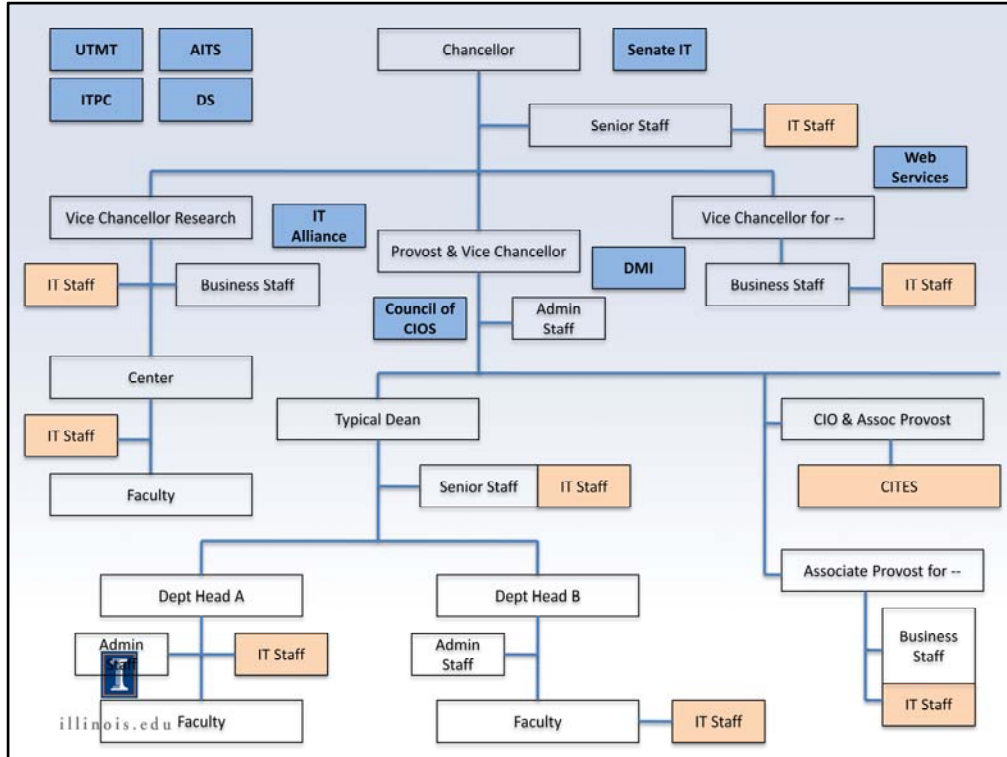 UTMT
AITS
Chancellor
Senate IT
ITPC
DS
Senior Staff
IT Staff
Web
Services
Vice Chancellor Research
IT
Alliance
Provost & Vice Chancellor
Vice Chancellor for --
DMI
IT Staff
Business Staff
Business Staff
IT Staff
Council of
CIOS
Admin
Staff
Center
Typical Dean
CIO & Assoc Provost
IT Staff
Faculty
Senior Staff
IT Staff
CITES
Dept Head A
Dept Head B
Associate Provost for --
Admin
Staff
IT Staff
Admin
Staff
Business
Staff
IT Staff
I
illinois.edu
Faculty
Faculty
IT Staff